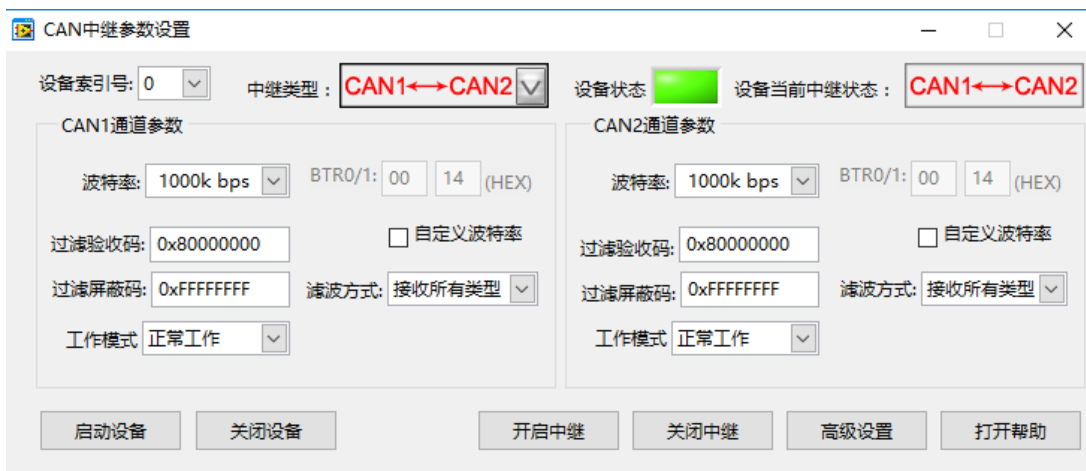 CAN中继参数设置
设备索引号: 0 中继类型： CAN1↔CAN2 设备状态 设备当前中继状态： CAN1↔CAN2
CAN1通道参数 CAN2通道参数
波特率: 1000k bps BTR0/1: 00 14 (HEX) 波特率: 1000k bps BTR0/1: 00 14 (HEX)
过滤验收码: 0x80000000 自定义波特率 过滤验收码: 0x80000000 自定义波特率
过滤屏蔽码: 0xFFFFFFFF 滤波方式: 接收所有类型 过滤屏蔽码: 0xFFFFFFFF 滤波方式: 接收所有类型
工作模式 正常工作 工作模式 正常工作
启动设备 关闭设备 开启中继 关闭中继 高级设置 打开帮助